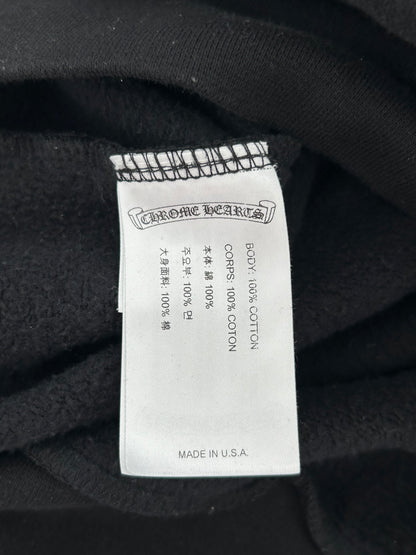 CHROME HEARTS
BODY: 100% COTTON
CORPS: 100% COTON
本体: 綿 100%
주요부: 100% 면
大身面料: 100% 棉
MADE IN U.S.A.